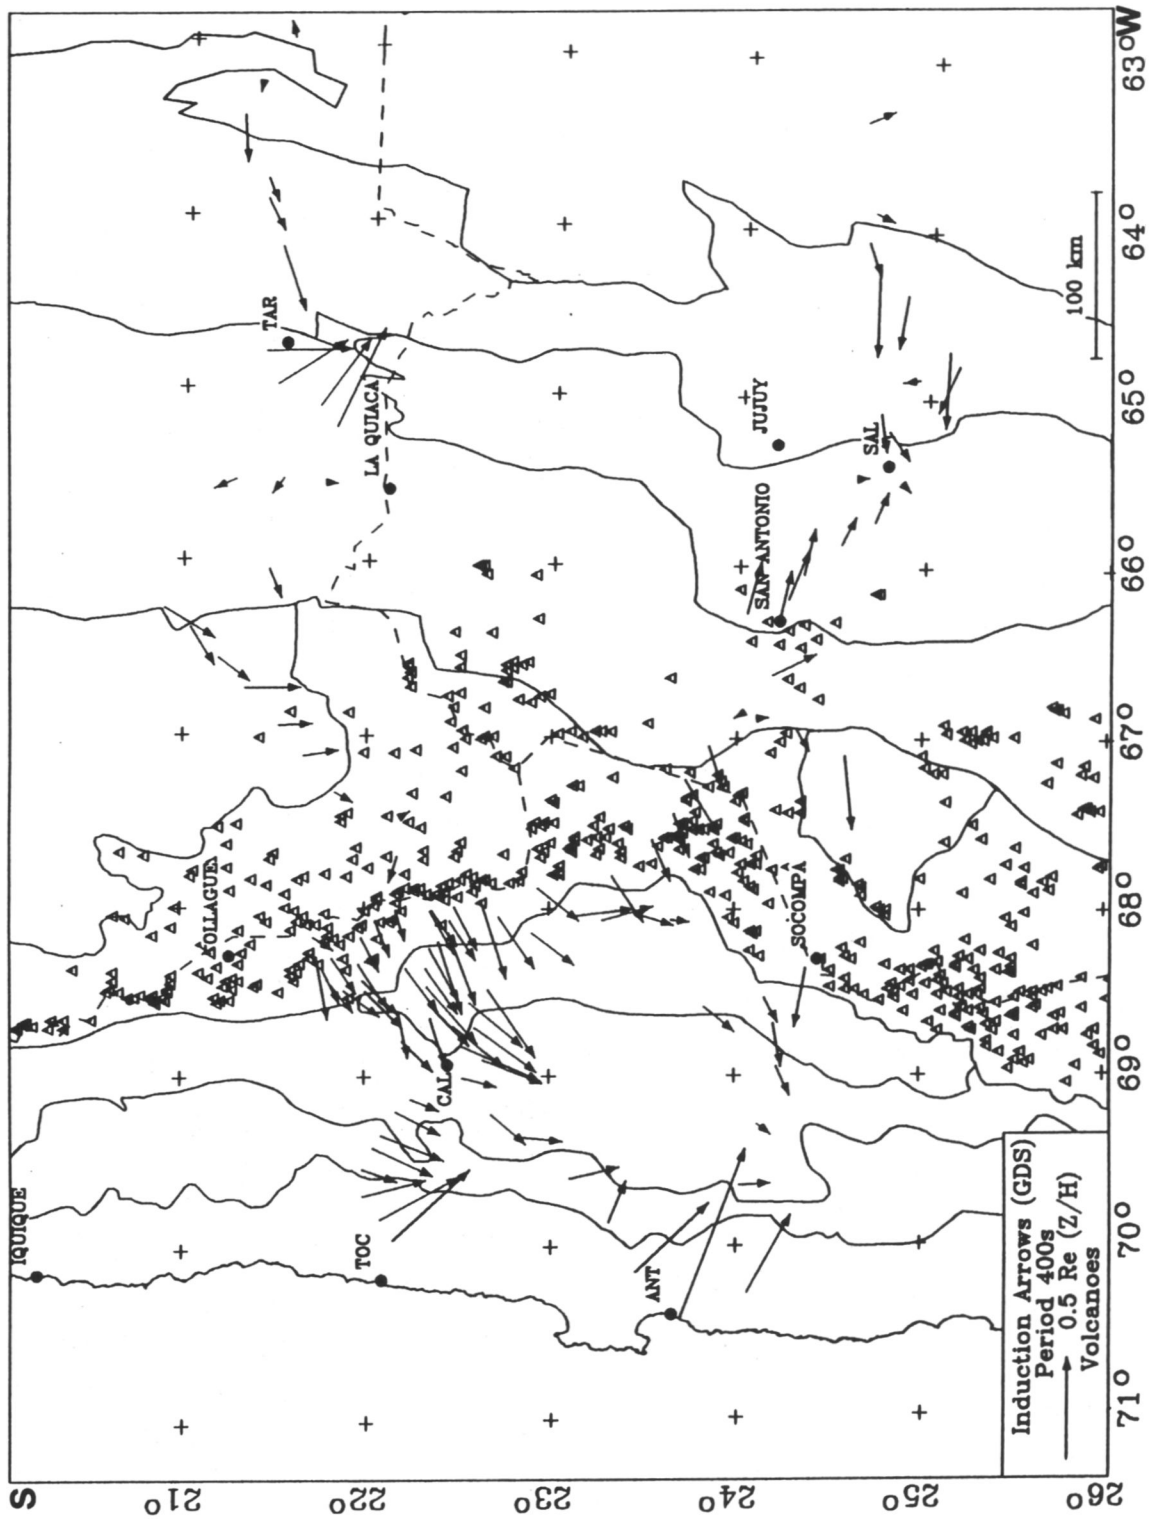 IQUIQUE
TOC
ANT
CAL
OLLAGUE
SOCOMPA
SAN ANTONIO
SAL
JUJUY
LA QUIACA
TAR
100 km
Induction Arrows (GDS)
Period 400s
0.5 Re (Z/H)
Volcanoes
S
21°
22°
23°
24°
25°
26°
71°
70°
69°
68°
67°
66°
65°
64°
63°W